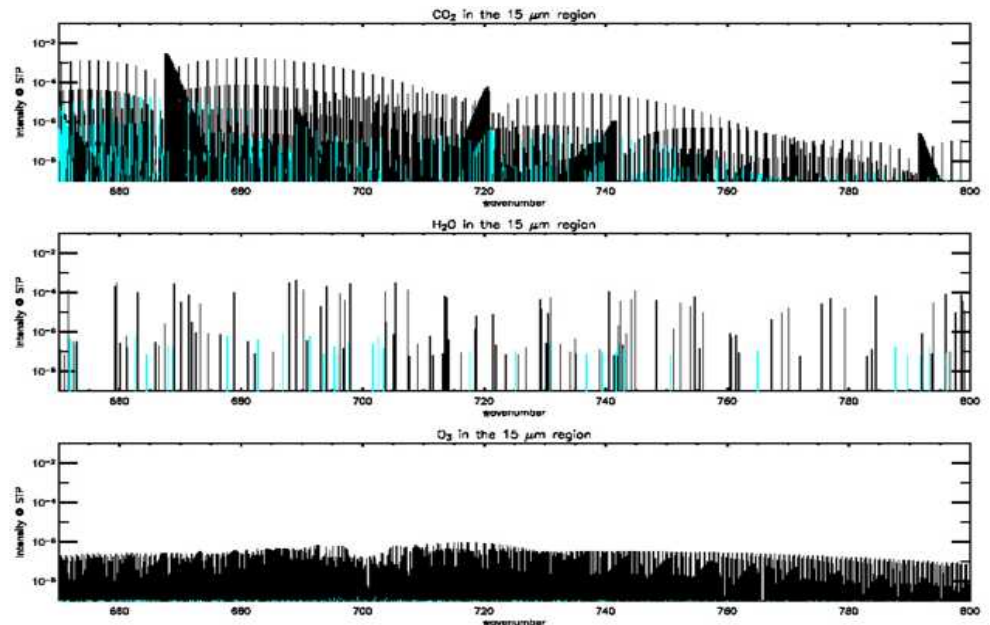 CO₂ in the 15 μm region
Intensity @ STP
10⁻²
10⁻⁴
10⁻⁶
10⁻⁸
660 680 700 720 740 760 780 800
wavenumber
H₂O in the 15 μm region
Intensity @ STP
10⁻²
10⁻⁴
10⁻⁶
10⁻⁸
660 680 700 720 740 760 780 800
wavenumber
O₃ in the 15 μm region
Intensity @ STP
10⁻²
10⁻⁴
10⁻⁶
10⁻⁸
660 680 700 720 740 760 780 800
wavenumber